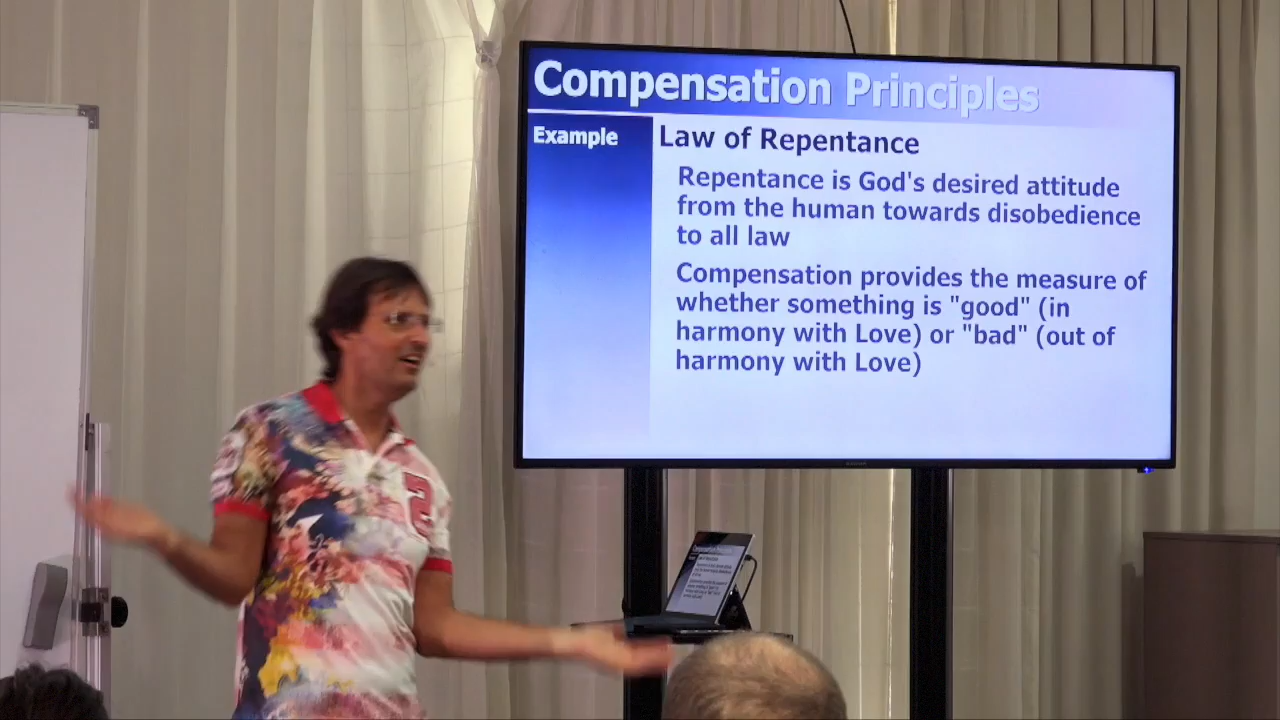 Compensation Principles
Example
Law of Repentance
Repentance is God's desired attitude
from the human towards disobedience
to all law
Compensation provides the measure of
whether something is "good" (in
harmony with Love) or "bad" (out of
harmony with Love)
2